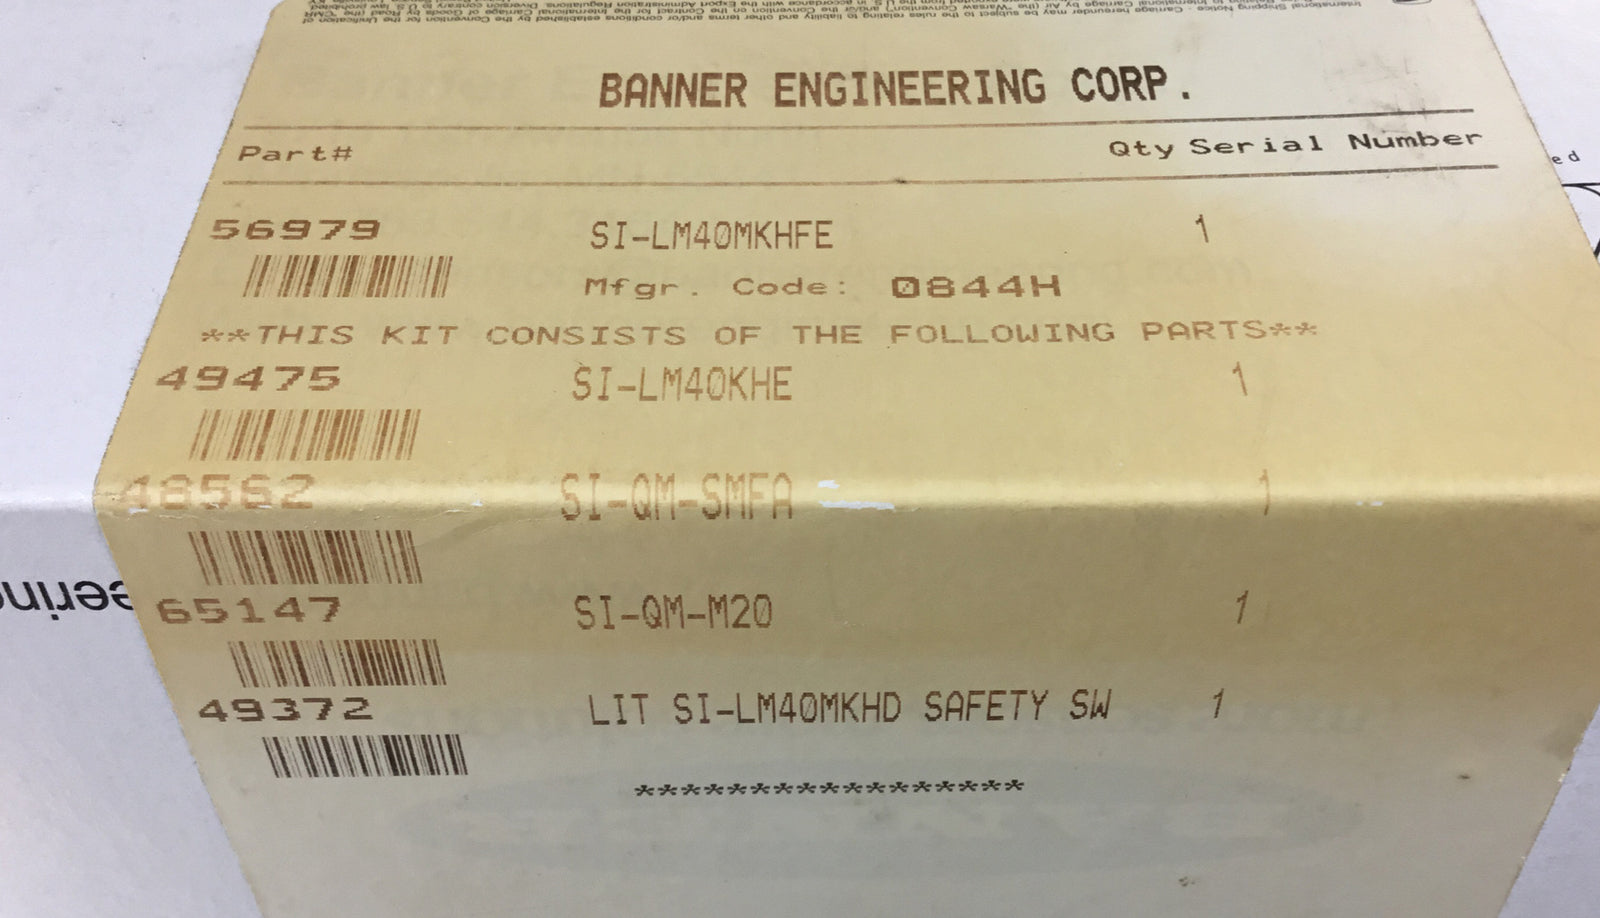 BANNER ENGINEERING CORP.
Part# Qty Serial Number
56979 SI-LM40MKHFE 1
Mfgr. Code: 0844H
**THIS KIT CONSISTS OF THE FOLLOWING PARTS**
49475 SI-LM40KHE 1
48562 SI-QM-SMFA 1
65147 SI-QM-M20 1
49372 LIT SI-LM40MKHD SAFETY SW 1
*****************